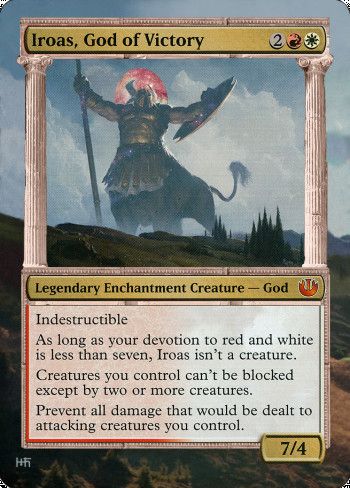 Iroas, God of Victory 2
Legendary Enchantment Creature — God
Indestructible
As long as your devotion to red and white
is less than seven, Iroas isn't a creature.
Creatures you control can't be blocked
except by two or more creatures.
Prevent all damage that would be dealt to
attacking creatures you control.
7/4